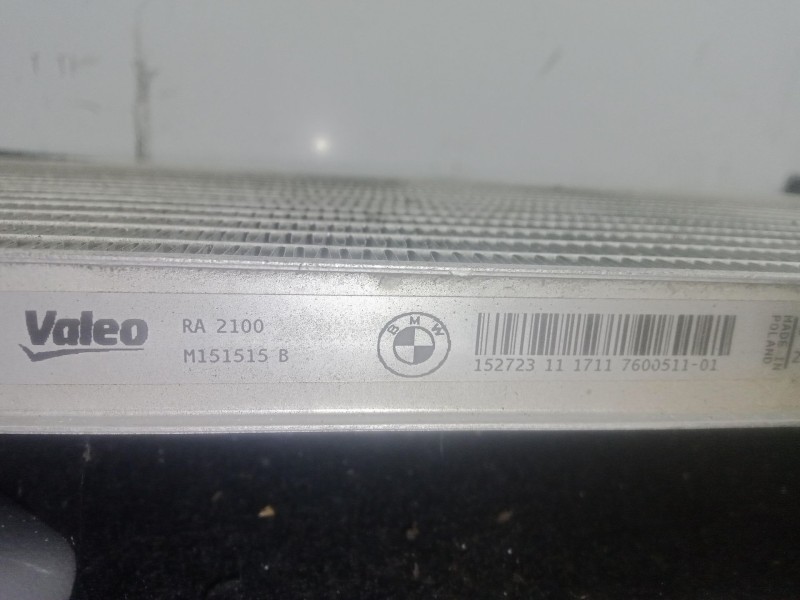 Valeo
RA 2100
M151515 B
BMW
152723 11 1711 7600511-01
MADE IN
POLAND